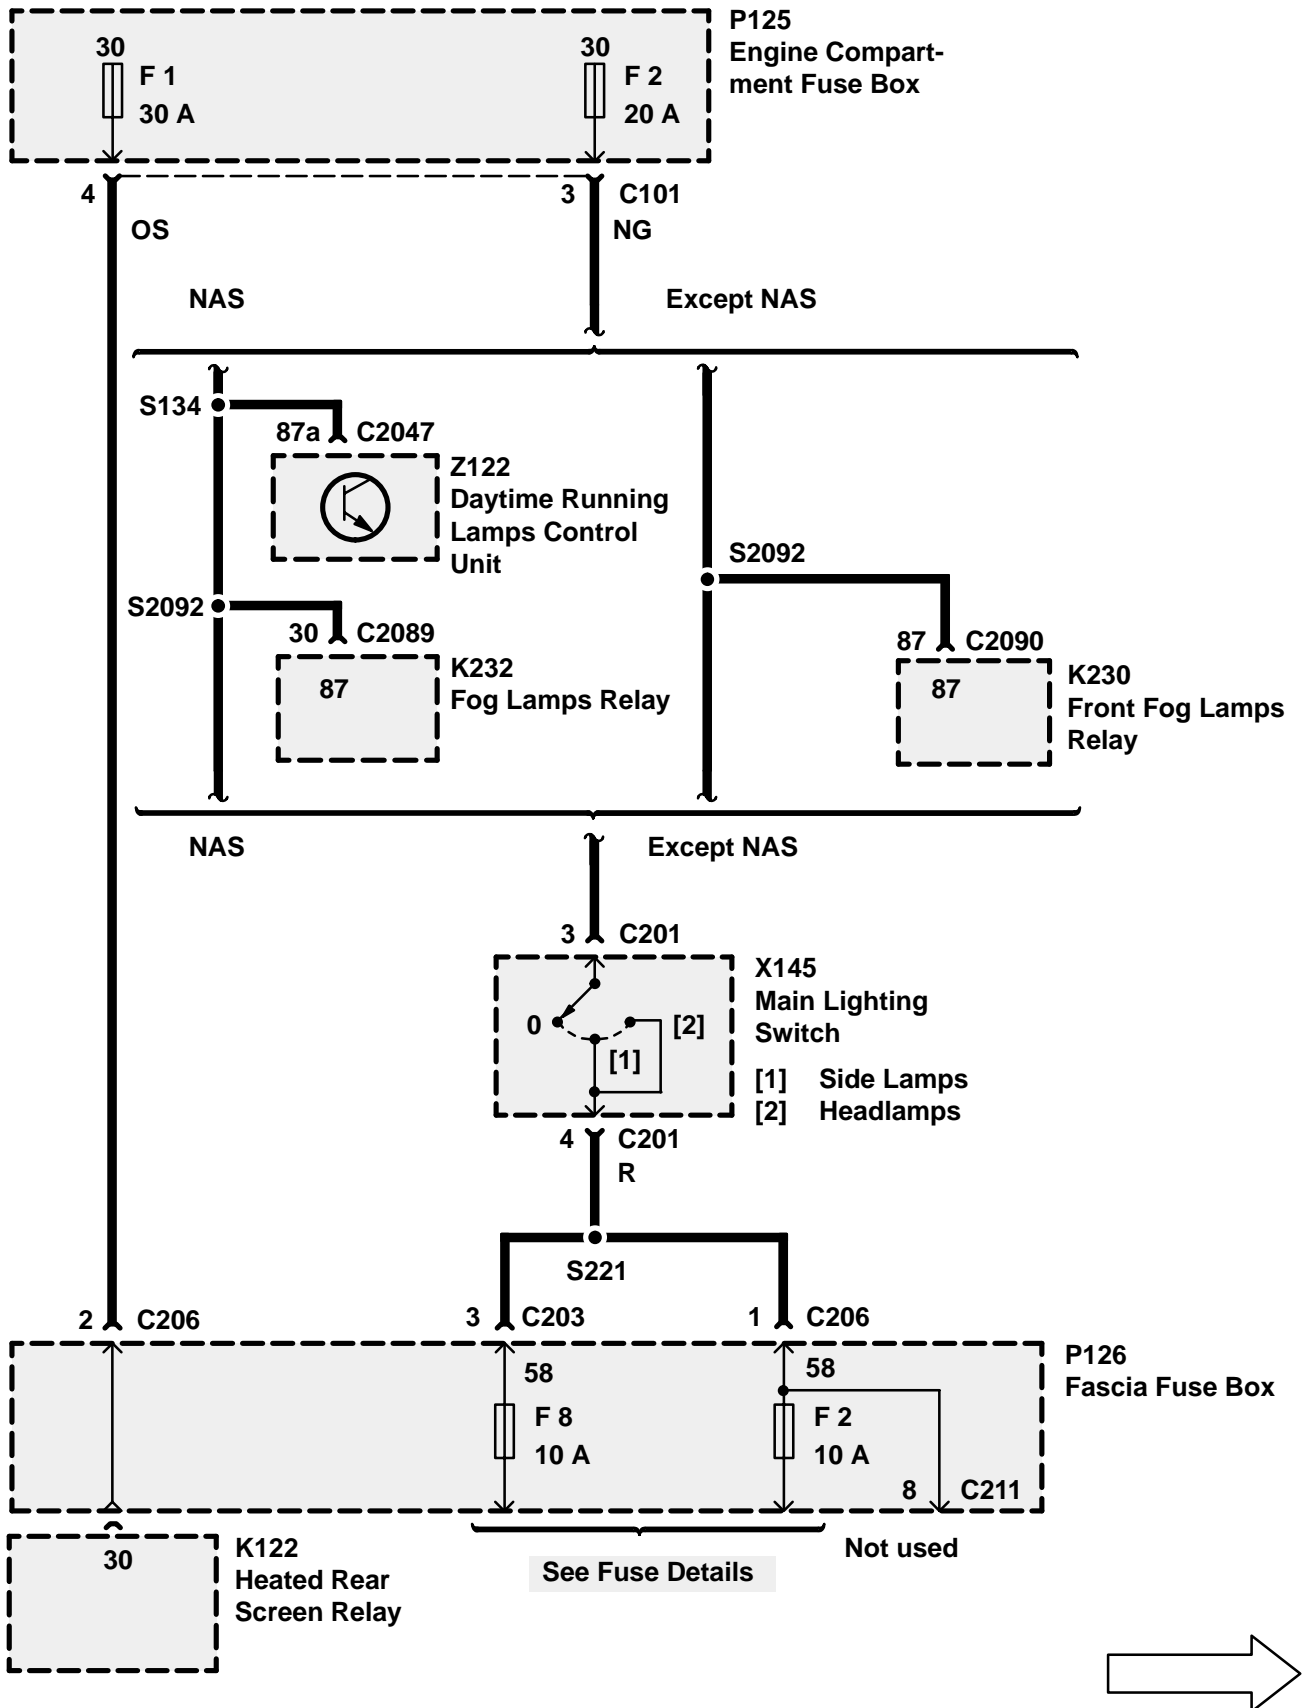 P125
Engine Compart-
ment Fuse Box
30
F 1
30 A
30
F 2
20 A
4
OS
3
C101
NG
NAS
Except NAS
S134
87a
C2047
Z122
Daytime Running
Lamps Control
Unit
S2092
30
C2089
87
K232
Fog Lamps Relay
S2092
87
C2090
87
K230
Front Fog Lamps
Relay
NAS
Except NAS
3
C201
0
[1]
[2]
X145
Main Lighting
Switch
[1] Side Lamps
[2] Headlamps
4
C201
R
S221
2
C206
3
C203
1
C206
P126
Fascia Fuse Box
58
F 8
10 A
58
F 2
10 A
8
C211
30
K122
Heated Rear
Screen Relay
See Fuse Details
Not used